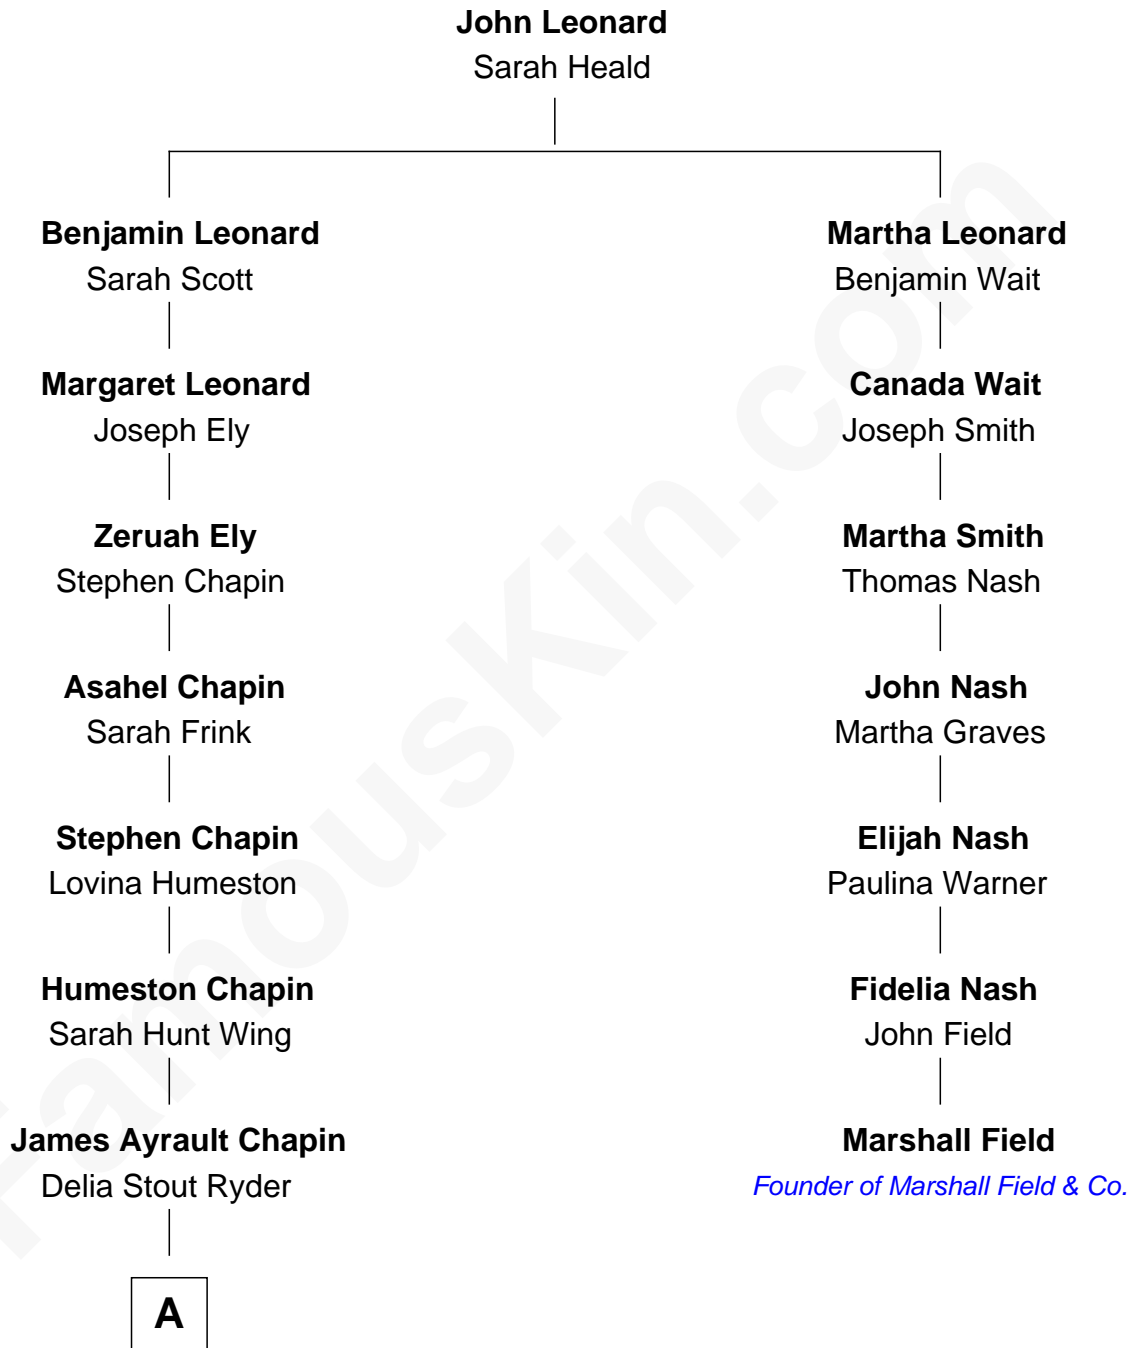 John Leonard
Sarah Heald
Benjamin Leonard
Sarah Scott
Margaret Leonard
Joseph Ely
Zeruah Ely
Stephen Chapin
Asahel Chapin
Sarah Frink
Stephen Chapin
Lovina Humeston
Humeston Chapin
Sarah Hunt Wing
James Ayrault Chapin
Delia Stout Ryder
A
Martha Leonard
Benjamin Wait
Canada Wait
Joseph Smith
Martha Smith
Thomas Nash
John Nash
Martha Graves
Elijah Nash
Paulina Warner
Fidelia Nash
John Field
Marshall Field
Founder of Marshall Field & Co.
FamousKin.com